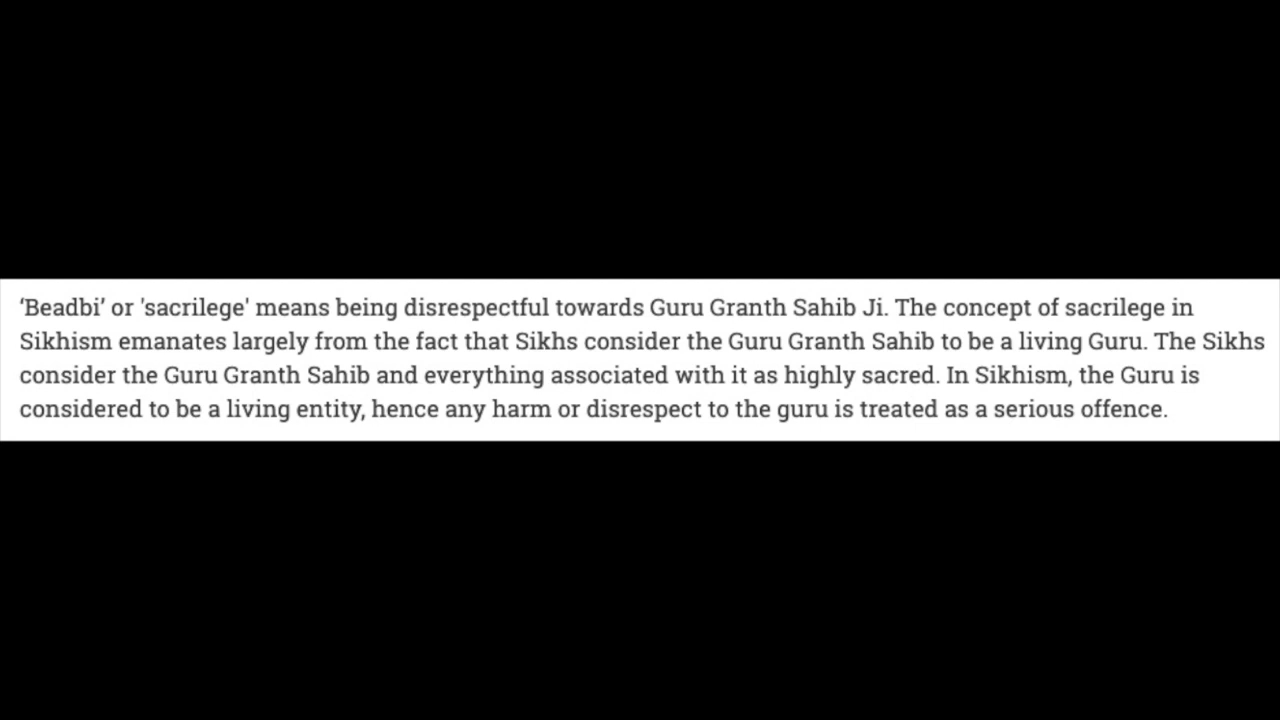 ‘Beadbi’ or 'sacrilege' means being disrespectful towards Guru Granth Sahib Ji. The concept of sacrilege in
Sikhism emanates largely from the fact that Sikhs consider the Guru Granth Sahib to be a living Guru. The Sikhs
consider the Guru Granth Sahib and everything associated with it as highly sacred. In Sikhism, the Guru is
considered to be a living entity, hence any harm or disrespect to the guru is treated as a serious offence.